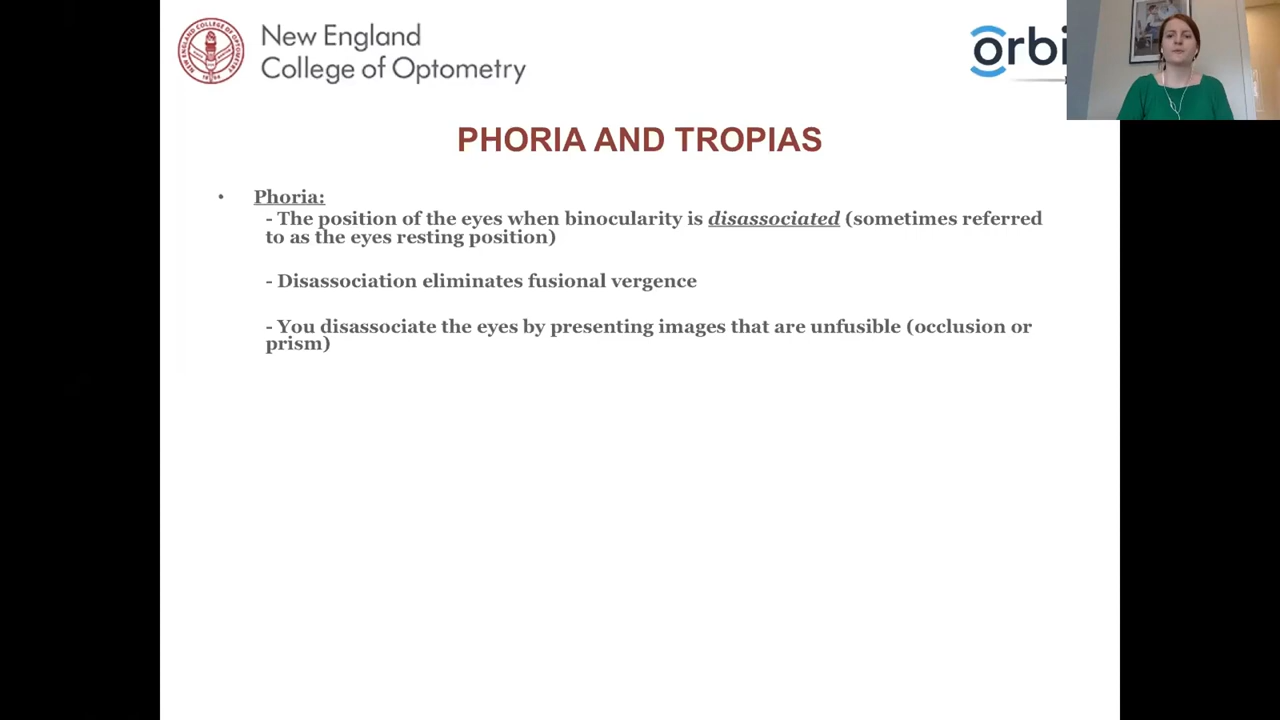 New England
College of Optometry
orbi
PHORIA AND TROPIAS
• Phoria:
- The position of the eyes when binocularity is disassociated (sometimes referred
to as the eyes resting position)
- Disassociation eliminates fusional vergence
- You disassociate the eyes by presenting images that are unfusible (occlusion or
prism)